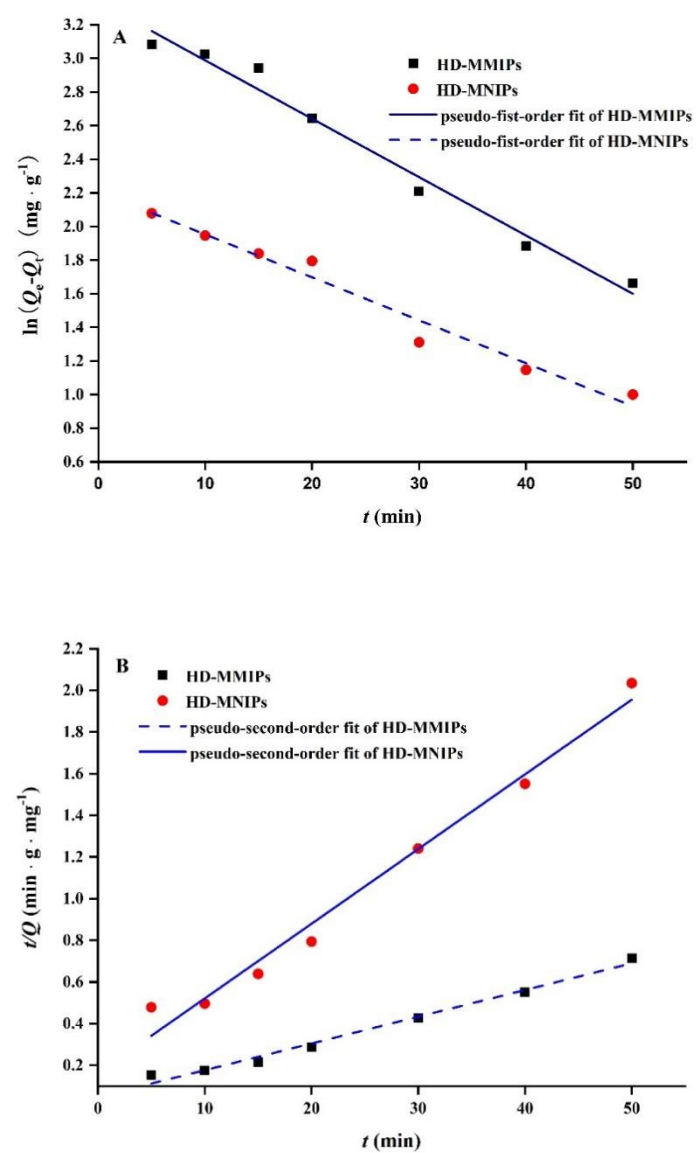 A
HD-MMIPs
HD-MNIPs
pseudo-fist-order fit of HD-MMIPs
pseudo-fist-order fit of HD-MNIPs
3.2
3.0
2.8
2.6
2.4
2.2
2.0
1.8
1.6
1.4
1.2
1.0
0.8
0.6
ln (Qe-Qt) (mg · g-1)
0 10 20 30 40 50
t (min)
B
HD-MMIPs
HD-MNIPs
pseudo-second-order fit of HD-MMIPs
pseudo-second-order fit of HD-MNIPs
2.2
2.0
1.8
1.6
1.4
1.2
1.0
0.8
0.6
0.4
0.2
t/Q (min · g · mg-1)
0 10 20 30 40 50
t (min)